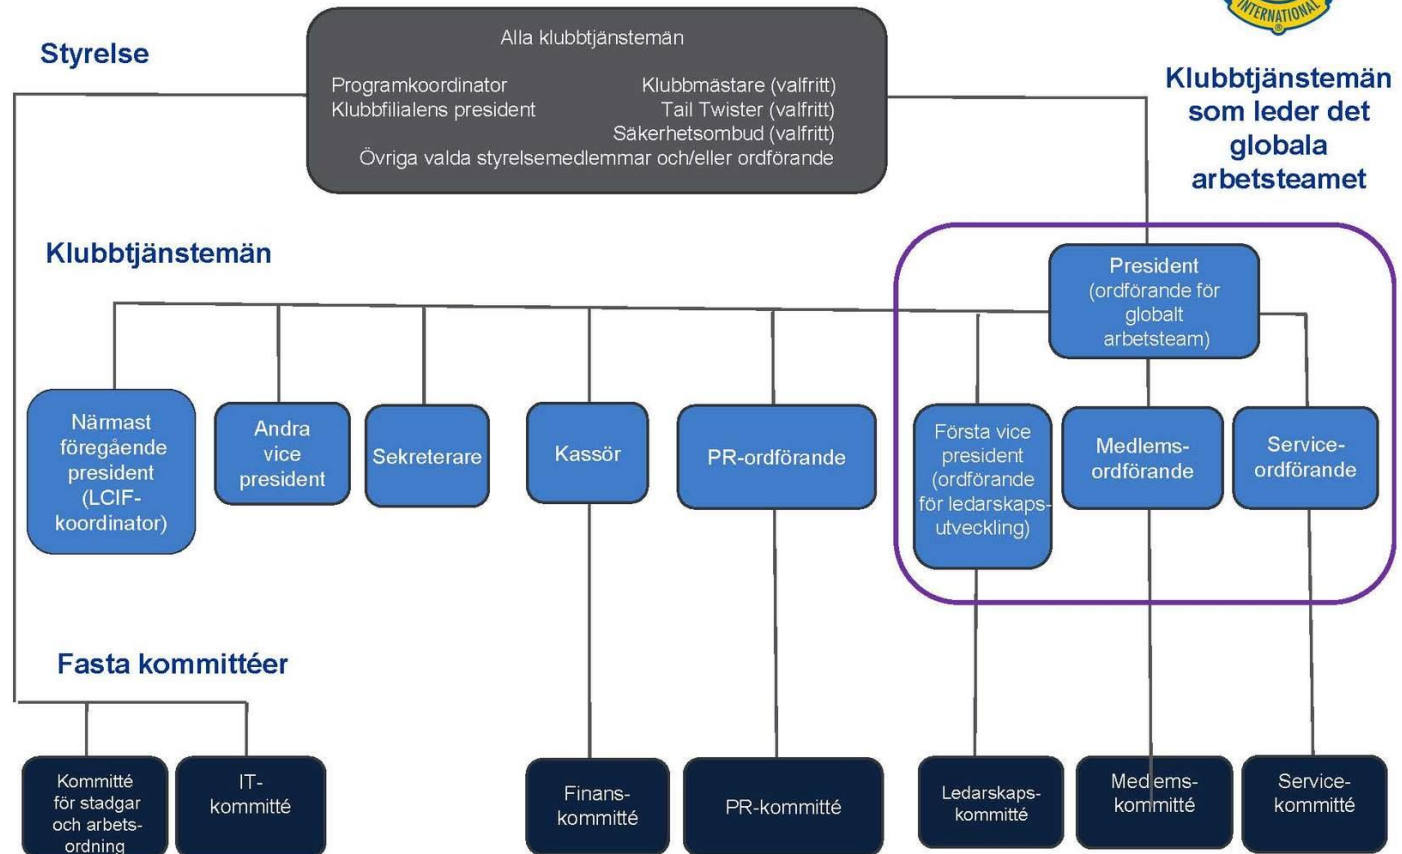 INTERNATIONAL
®
Styrelse
Alla klubbtjänstemän
Programkoordinator
Klubbmästare (valfritt)
Klubbfilialens president
Tail Twister (valfritt)
Säkerhetsombud (valfritt)
Övriga valda styrelsemedlemmar och/eller ordförande
Klubbtjänstemän
som leder det
globala
arbetsteamet
Klubbtjänstemän
President
(ordförande för
globalt
arbetsteam)
Närmast
föregående
president
(LCIF-
koordinator)
Andra
vice
president
Sekreterare
Kassör
PR-ordförande
Första vice
president
(ordförande
för ledarskaps-
utveckling)
Medlems-
ordförande
Service-
ordförande
Fasta kommittéer
Kommitté
för stadgar
och arbets-
ordning
IT-
kommitté
Finans-
kommitté
PR-kommitté
Ledarskaps-
kommitté
Medlems-
kommitté
Service-
kommitté